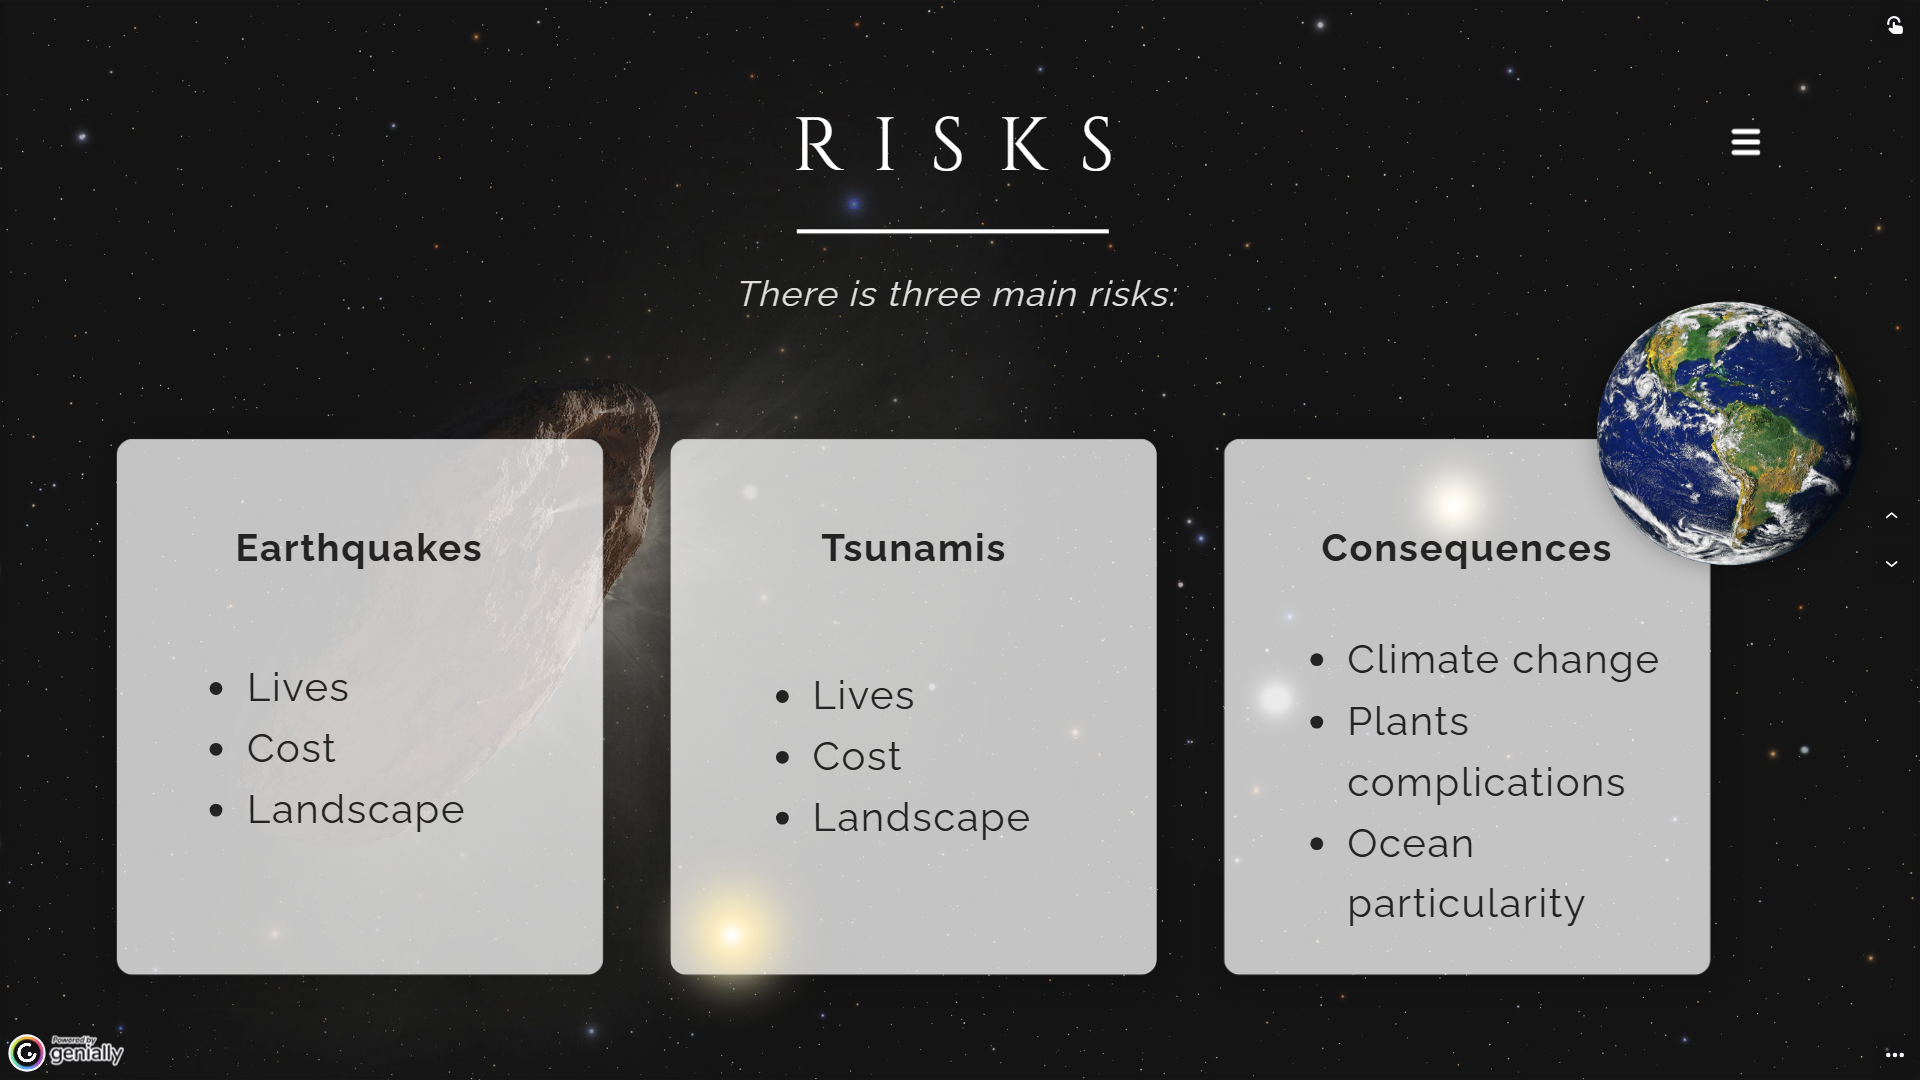 RISKS
There is three main risks:
Earthquakes
• Lives
• Cost
• Landscape
Tsunamis
• Lives
• Cost
• Landscape
Consequences
• Climate change
• Plants
complications
• Ocean
particularity
Powered by
genially